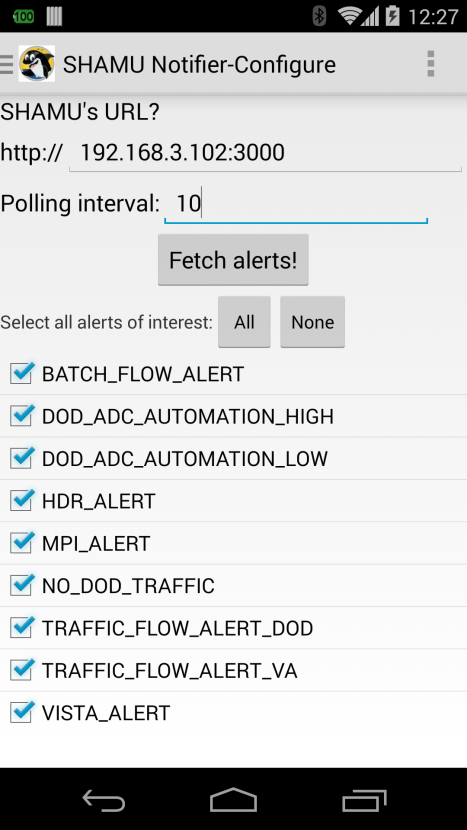 100 12:27
SHAMU Notifier-Configure
SHAMU's URL?
http:// 192.168.3.102:3000
Polling interval: 10
Fetch alerts!
Select all alerts of interest: All None
BATCH_FLOW_ALERT
DOD_ADC_AUTOMATION_HIGH
DOD_ADC_AUTOMATION_LOW
HDR_ALERT
MPI_ALERT
NO_DOD_TRAFFIC
TRAFFIC_FLOW_ALERT_DOD
TRAFFIC_FLOW_ALERT_VA
VISTA_ALERT